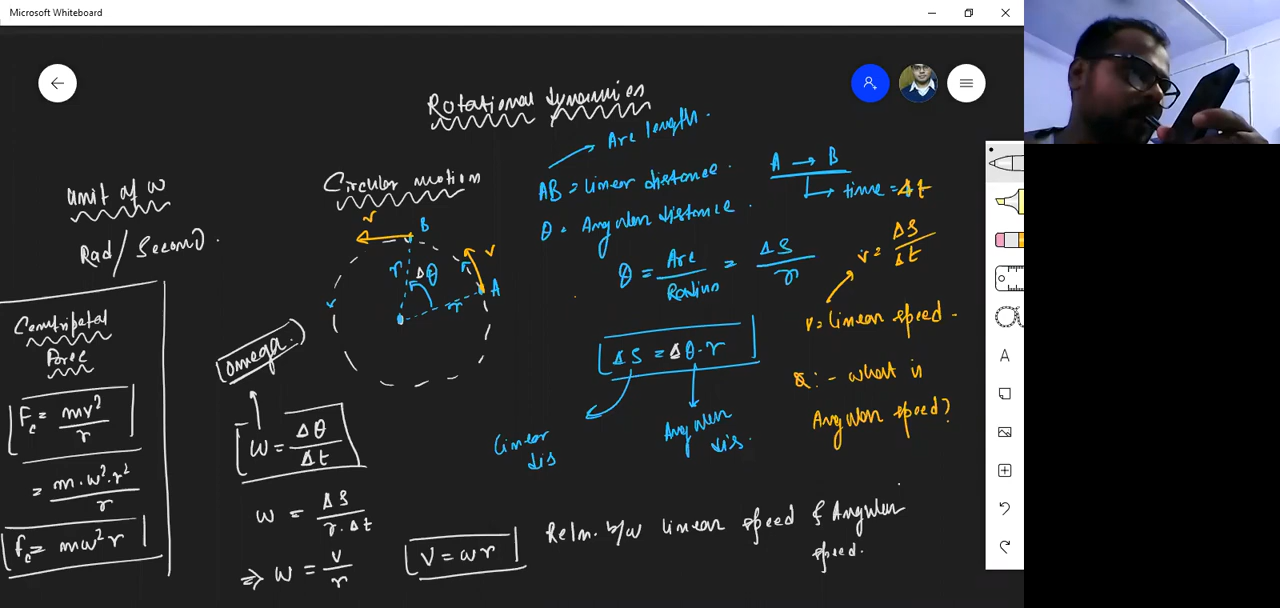 Microsoft Whiteboard
Rotational dynamics
Arc length.
unit of ω
Rad/Second.
Circular motion
AB = linear distance.
θ = Angular distance.
A → B
time = Δt
v
B
r
Δθ
v
A
r
θ = Arc/Radius = ΔS/r
v = ΔS/Δt
v = linear speed.
ΔS = Δθ·r
linear dis
Angular dis.
Q:- what is
Angular speed?
Centripetal
Force
Fc = mv²/r
= m·ω²·r²/r
Fc = mω²r
omega.
ω = Δθ/Δt
ω = ΔS/r·Δt
⇒ ω = v/r
V = ωr
Reln. b/w linear speed & Angular
speed.
A